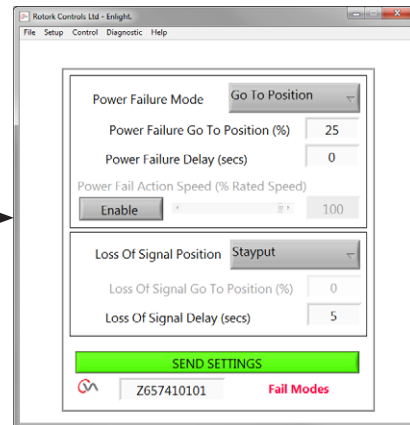 Rotork Controls Ltd - Enlight.
File Setup Control Diagnostic Help
Power Failure Mode Go To Position
Power Failure Go To Position (%) 25
Power Failure Delay (secs) 0
Power Fail Action Speed (% Rated Speed)
Enable 100
Loss Of Signal Position Stayput
Loss Of Signal Go To Position (%) 0
Loss Of Signal Delay (secs) 5
SEND SETTINGS
Z657410101 Fail Modes